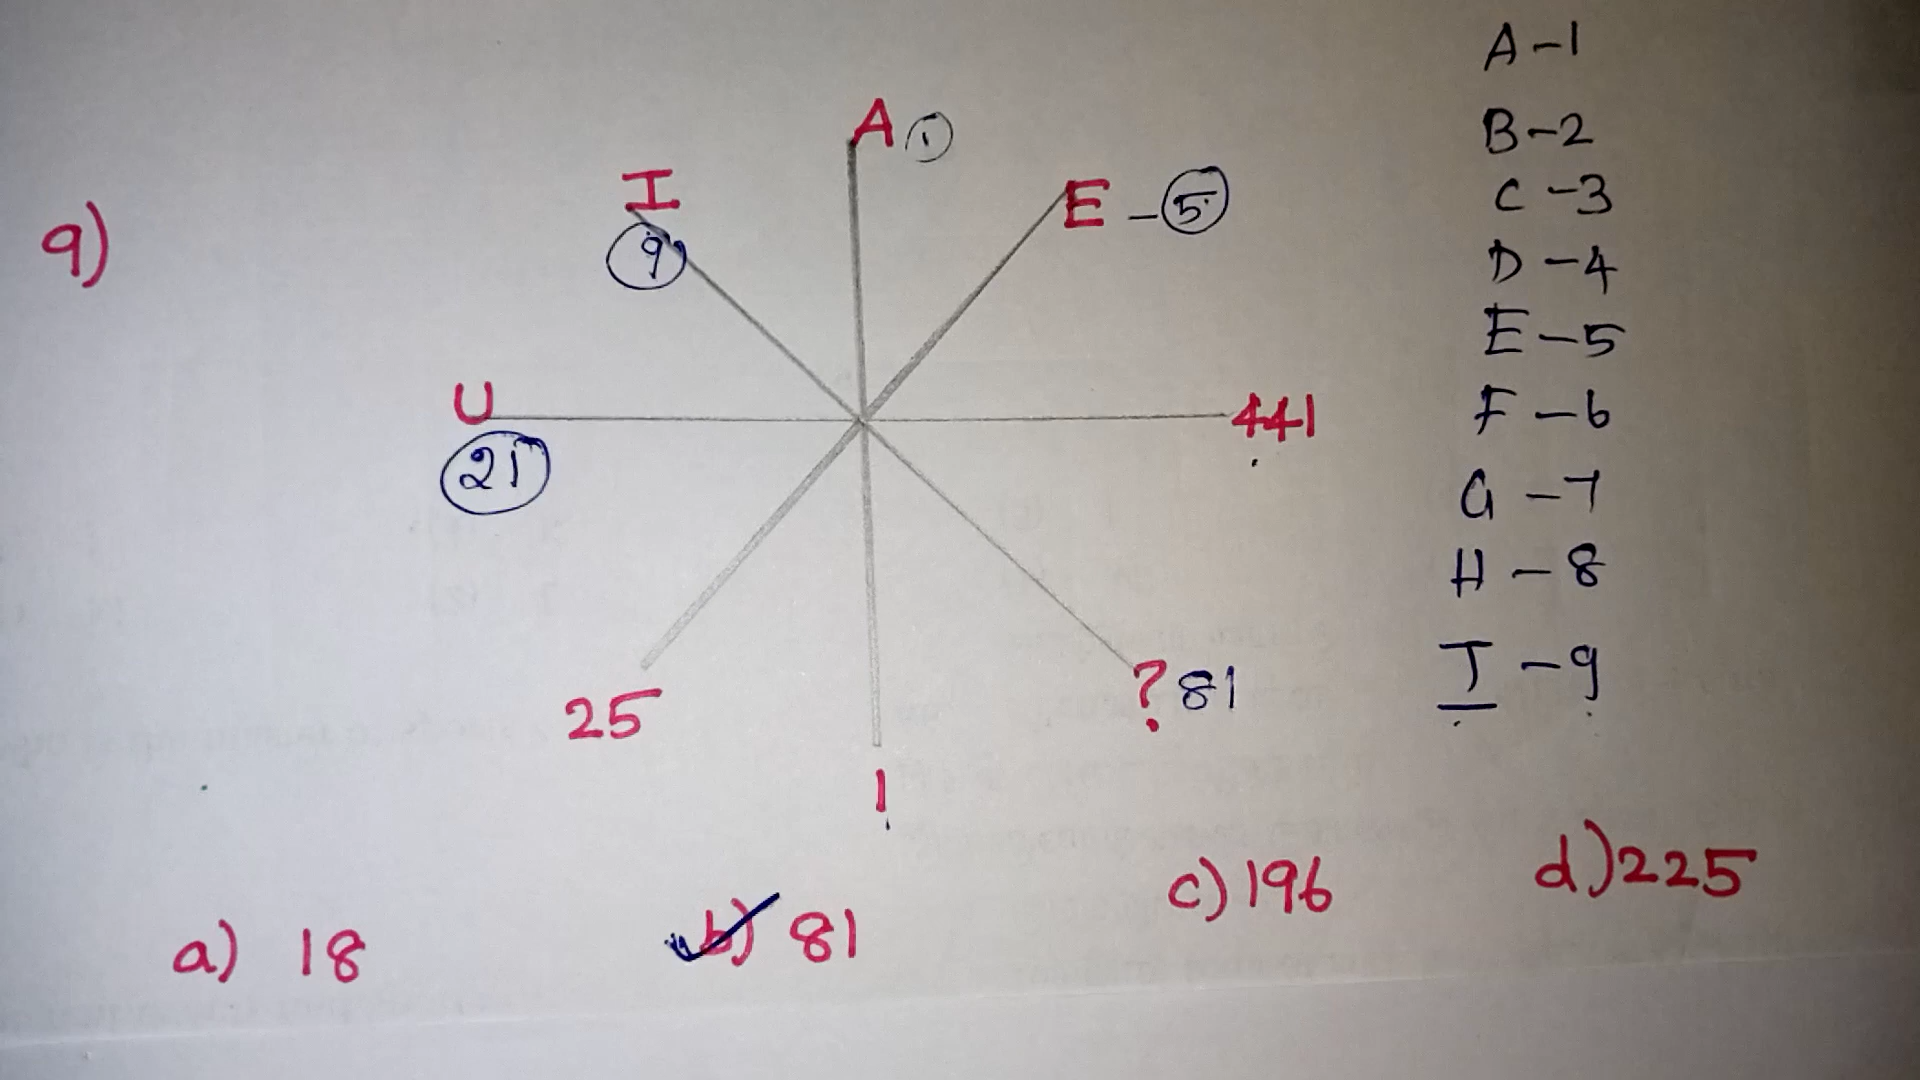 9)
A 1
I
9
E - 5
U
21
441
25
? 81
1
a) 18
b) 81
c) 196
d) 225
A - 1
B - 2
C - 3
D - 4
E - 5
F - 6
G - 7
H - 8
I - 9